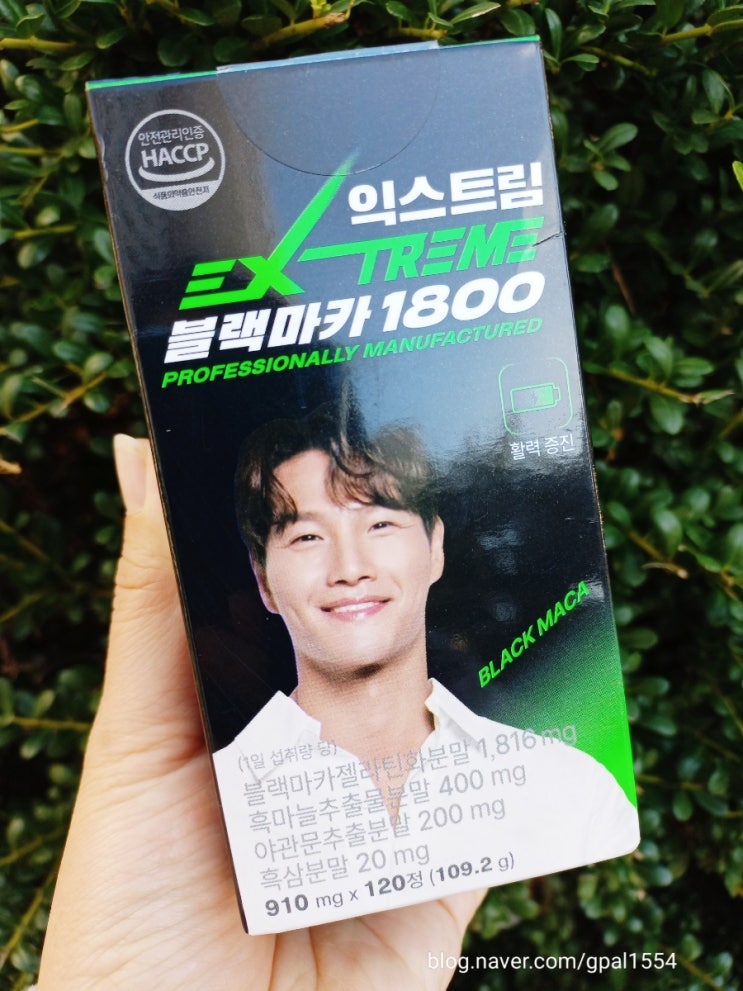 안전관리인증
HACCP
식품의약품안전처
익스트림
EXTREME
블랙마카 1800
PROFESSIONALLY MANUFACTURED
활력 증진
BLACK MACA
(1일 섭취량 당)
블랙마카젤라틴화분말 1,816 mg
흑마늘추출물분말 400 mg
야관문추출분말 200 mg
흑삼분말 20 mg
910 mg x 120정 (109.2 g)
blog.naver.com/gpal1554